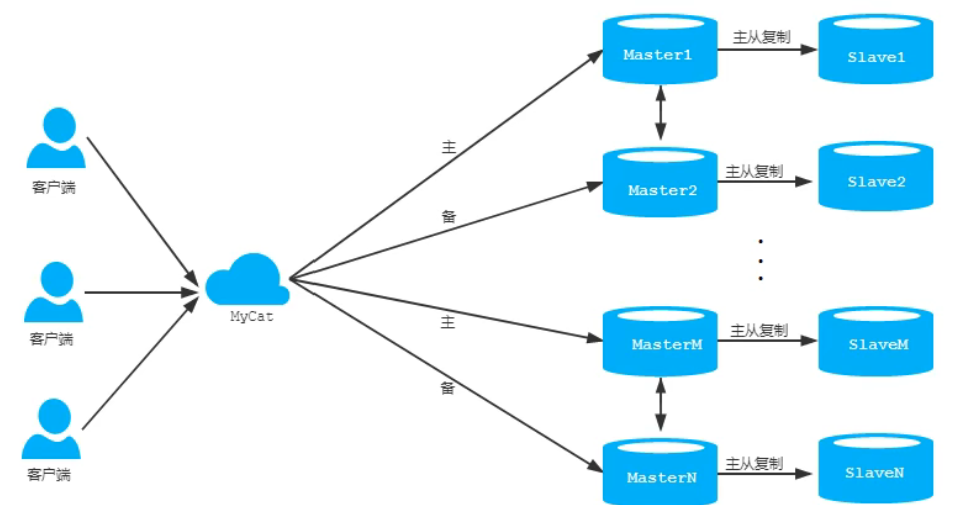 主从复制
Master1
Slave1
客户端
主
主从复制
Master2
Slave2
备
MyCat
主
客户端
主从复制
MasterM
SlaveM
备
客户端
主从复制
MasterN
SlaveN